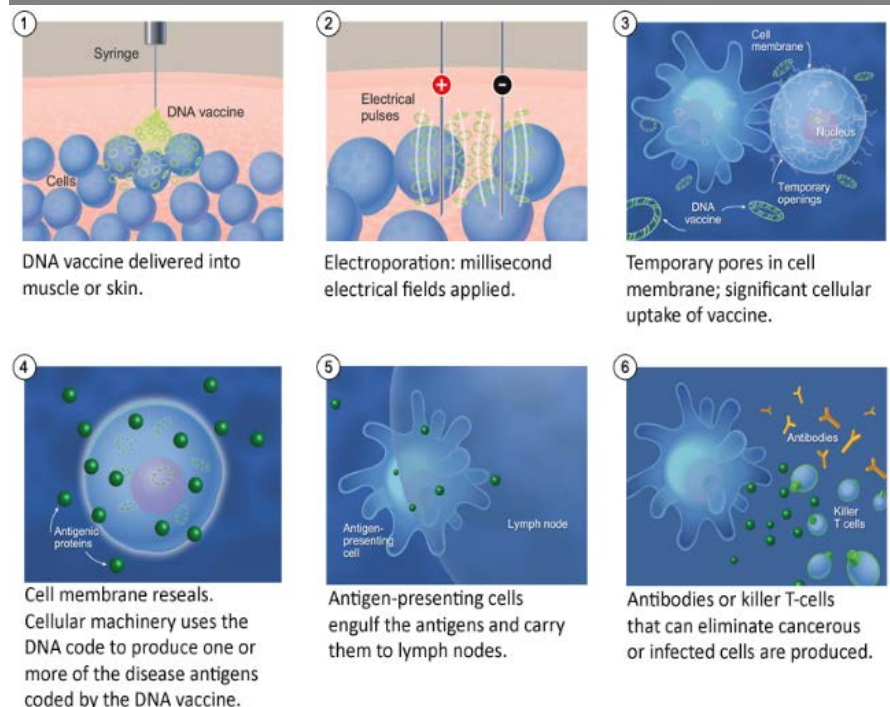 1
Syringe
DNA vaccine
Cells
DNA vaccine delivered into
muscle or skin.
2
Electrical
pulses
+
-
Electroporation: millisecond
electrical fields applied.
3
Cell
membrane
Nucleus
Temporary
openings
DNA
vaccine
Temporary pores in cell
membrane; significant cellular
uptake of vaccine.
4
Antigenic
proteins
Cell membrane reseals.
Cellular machinery uses the
DNA code to produce one or
more of the disease antigens
coded by the DNA vaccine.
5
Antigen-
presenting
cell
Lymph node
Antigen-presenting cells
engulf the antigens and carry
them to lymph nodes.
6
Antibodies
Killer
T cells
Antibodies or killer T-cells
that can eliminate cancerous
or infected cells are produced.